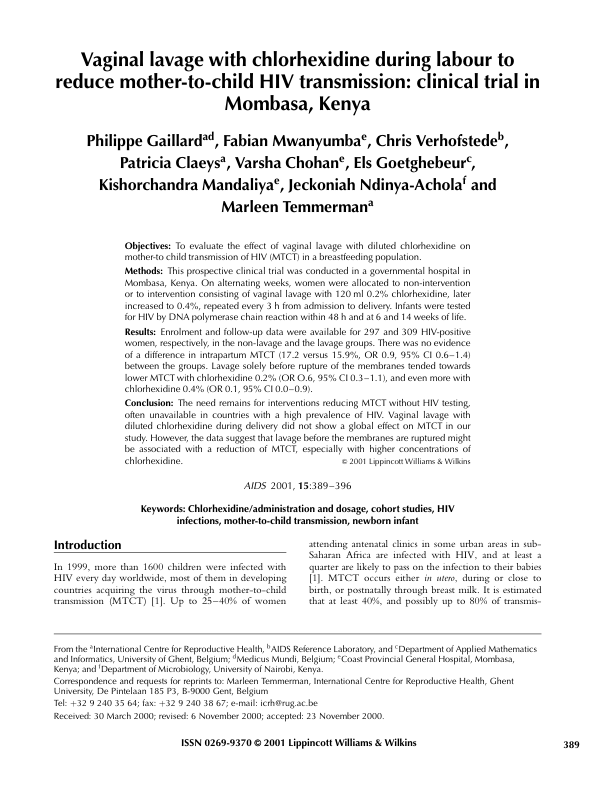 Vaginal lavage with chlorhexidine during labour to
reduce mother-to-child HIV transmission: clinical trial in
Mombasa, Kenya
Philippe Gaillardad, Fabian Mwanyumbae, Chris Verhofstedeb,
Patricia Claeysa, Varsha Chohane, Els Goetghebeurc,
Kishorchandra Mandaliyae, Jeckoniah Ndinya-Acholaf and
Marleen Temmermana
Objectives: To evaluate the effect of vaginal lavage with diluted chlorhexidine on
mother-to child transmission of HIV (MTCT) in a breastfeeding population.
Methods: This prospective clinical trial was conducted in a governmental hospital in
Mombasa, Kenya. On alternating weeks, women were allocated to non-intervention
or to intervention consisting of vaginal lavage with 120 ml 0.2% chlorhexidine, later
increased to 0.4%, repeated every 3 h from admission to delivery. Infants were tested
for HIV by DNA polymerase chain reaction within 48 h and at 6 and 14 weeks of life.
Results: Enrolment and follow-up data were available for 297 and 309 HIV-positive
women, respectively, in the non-lavage and the lavage groups. There was no evidence
of a difference in intrapartum MTCT (17.2 versus 15.9%, OR 0.9, 95% CI 0.6–1.4)
between the groups. Lavage solely before rupture of the membranes tended towards
lower MTCT with chlorhexidine 0.2% (OR O.6, 95% CI 0.3–1.1), and even more with
chlorhexidine 0.4% (OR 0.1, 95% CI 0.0–0.9).
Conclusion: The need remains for interventions reducing MTCT without HIV testing,
often unavailable in countries with a high prevalence of HIV. Vaginal lavage with
diluted chlorhexidine during delivery did not show a global effect on MTCT in our
study. However, the data suggest that lavage before the membranes are ruptured might
be associated with a reduction of MTCT, especially with higher concentrations of
chlorhexidine. © 2001 Lippincott Williams & Wilkins
AIDS 2001, 15:389–396
Keywords: Chlorhexidine/administration and dosage, cohort studies, HIV
infections, mother-to-child transmission, newborn infant
Introduction
In 1999, more than 1600 children were infected with
HIV every day worldwide, most of them in developing
countries acquiring the virus through mother-to-child
transmission (MTCT) [1]. Up to 25–40% of women
attending antenatal clinics in some urban areas in sub-
Saharan Africa are infected with HIV, and at least a
quarter are likely to pass on the infection to their babies
[1]. MTCT occurs either in utero, during or close to
birth, or postnatally through breast milk. It is estimated
that at least 40%, and possibly up to 80% of transmis-
From the aInternational Centre for Reproductive Health, bAIDS Reference Laboratory, and cDepartment of Applied Mathematics
and Informatics, University of Ghent, Belgium; dMedicus Mundi, Belgium; eCoast Provincial General Hospital, Mombasa,
Kenya; and fDepartment of Microbiology, University of Nairobi, Kenya.
Correspondence and requests for reprints to: Marleen Temmerman, International Centre for Reproductive Health, Ghent
University, De Pintelaan 185 P3, B-9000 Gent, Belgium
Tel: +32 9 240 35 64; fax: +32 9 240 38 67; e-mail: icrh@rug.ac.be
Received: 30 March 2000; revised: 6 November 2000; accepted: 23 November 2000.
ISSN 0269-9370 © 2001 Lippincott Williams & Wilkins
389